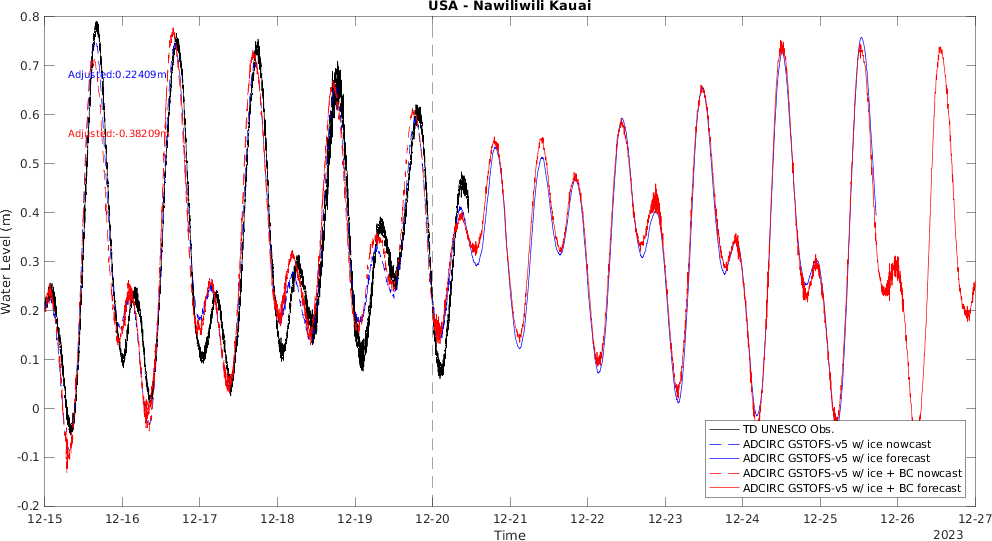 USA - Nawiliwili Kauai
0.8
0.7
0.6
0.5
0.4
0.3
0.2
0.1
0
-0.1
-0.2
Water Level (m)
Adjusted:0.22409m
Adjusted:-0.38209m
TD UNESCO Obs.
ADCIRC GSTOFS-v5 w/ ice nowcast
ADCIRC GSTOFS-v5 w/ ice forecast
ADCIRC GSTOFS-v5 w/ ice + BC nowcast
ADCIRC GSTOFS-v5 w/ ice + BC forecast
12-15 12-16 12-17 12-18 12-19 12-20 12-21 12-22 12-23 12-24 12-25 12-26 12-27
Time
2023